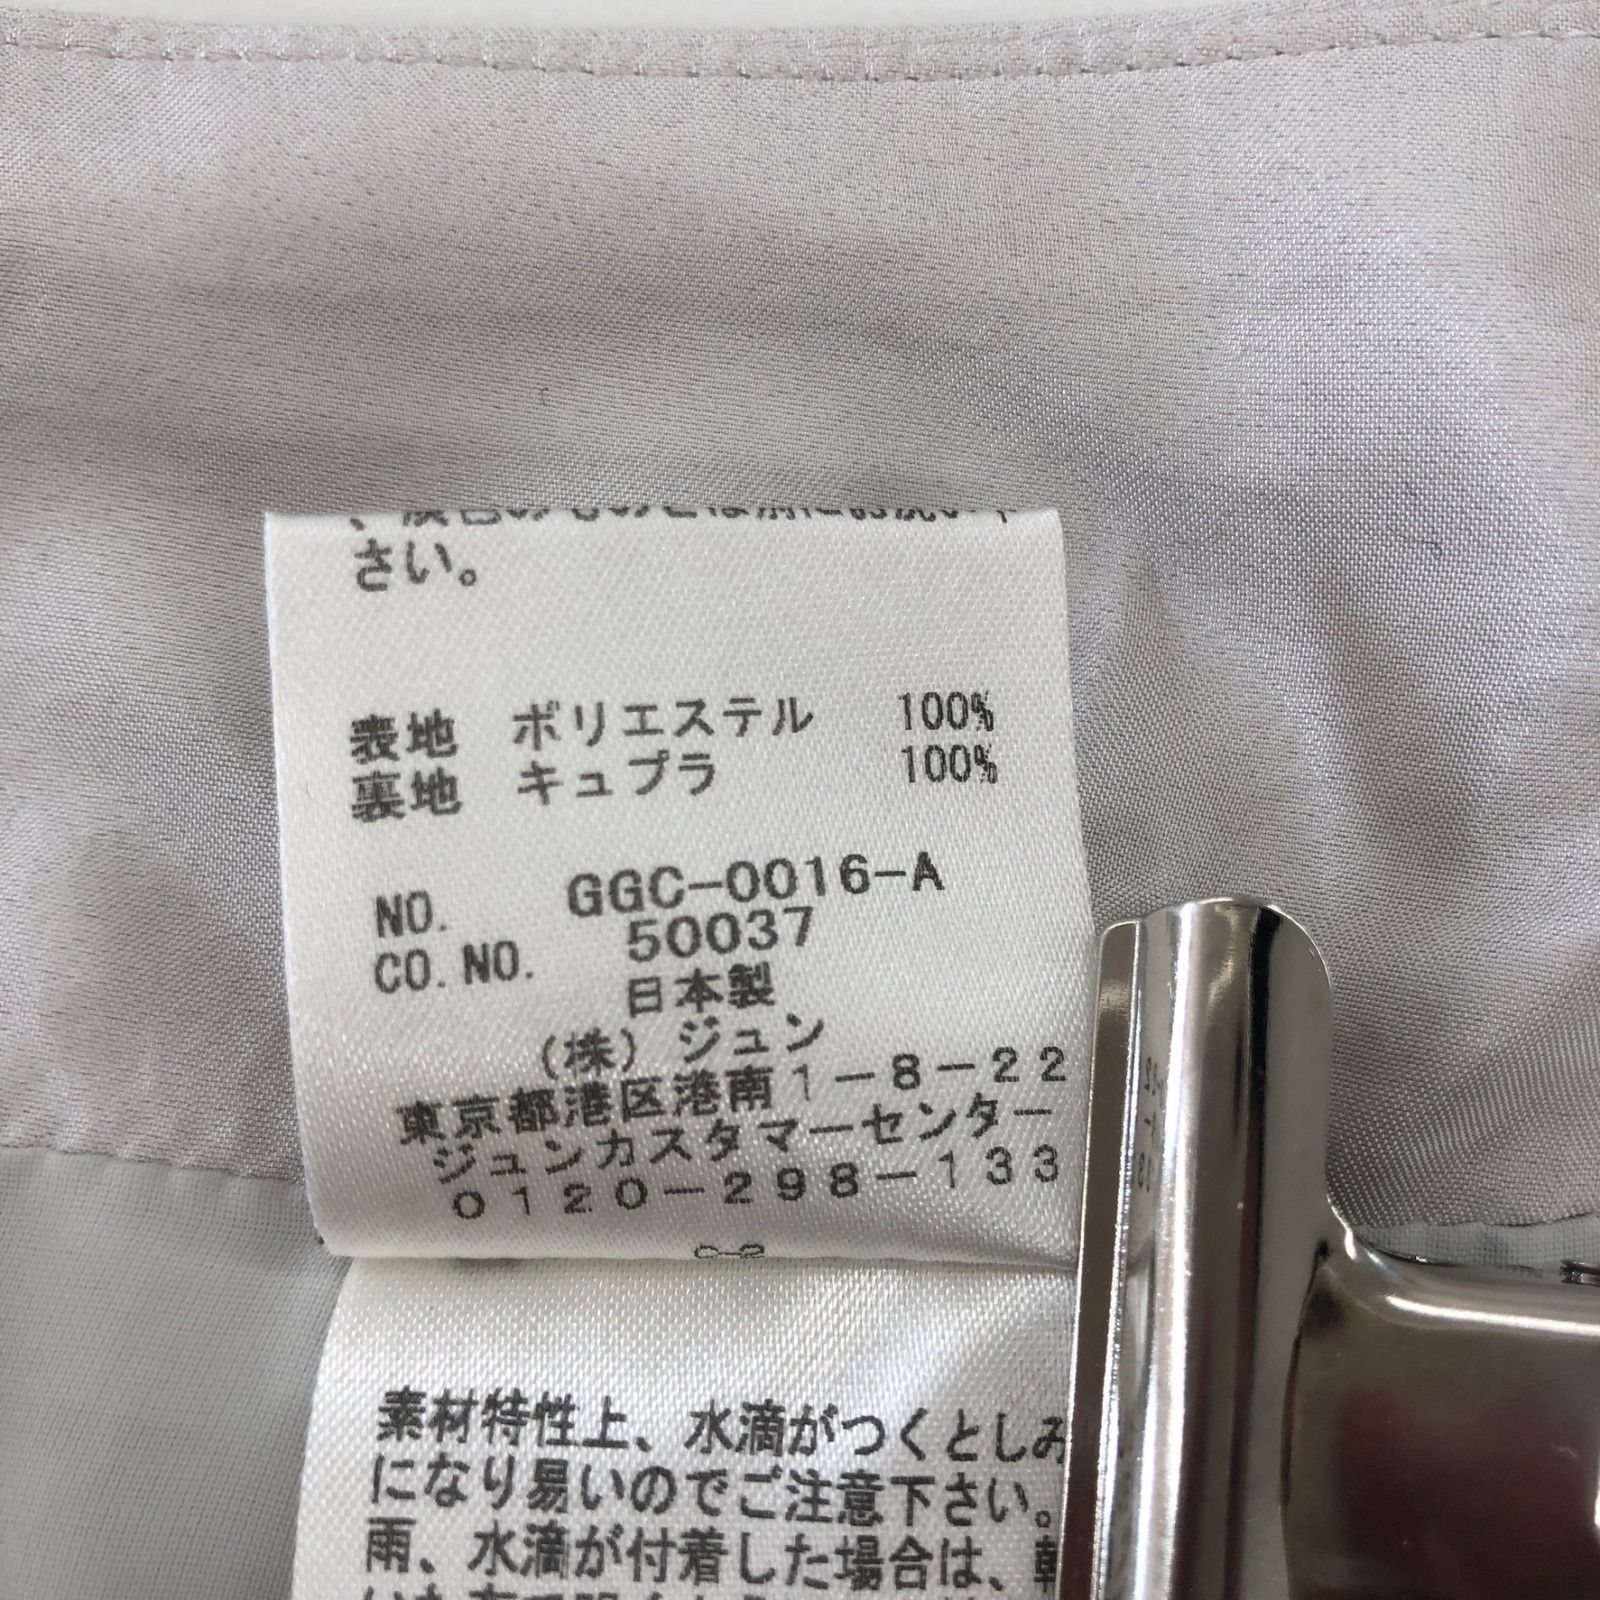 さい。
表地 ポリエステル 100%
裏地 キュプラ 100%
NO. GGC-0016-A
CO.NO. 50037
日本製
(株) ジュン
東京都港区港南1-8-22
ジュンカスタマーセンター
0120-298-133
C-2
素材特性上、水滴がつくとしみ
になり易いのでご注意下さい。
雨、水滴が付着した場合は、乾